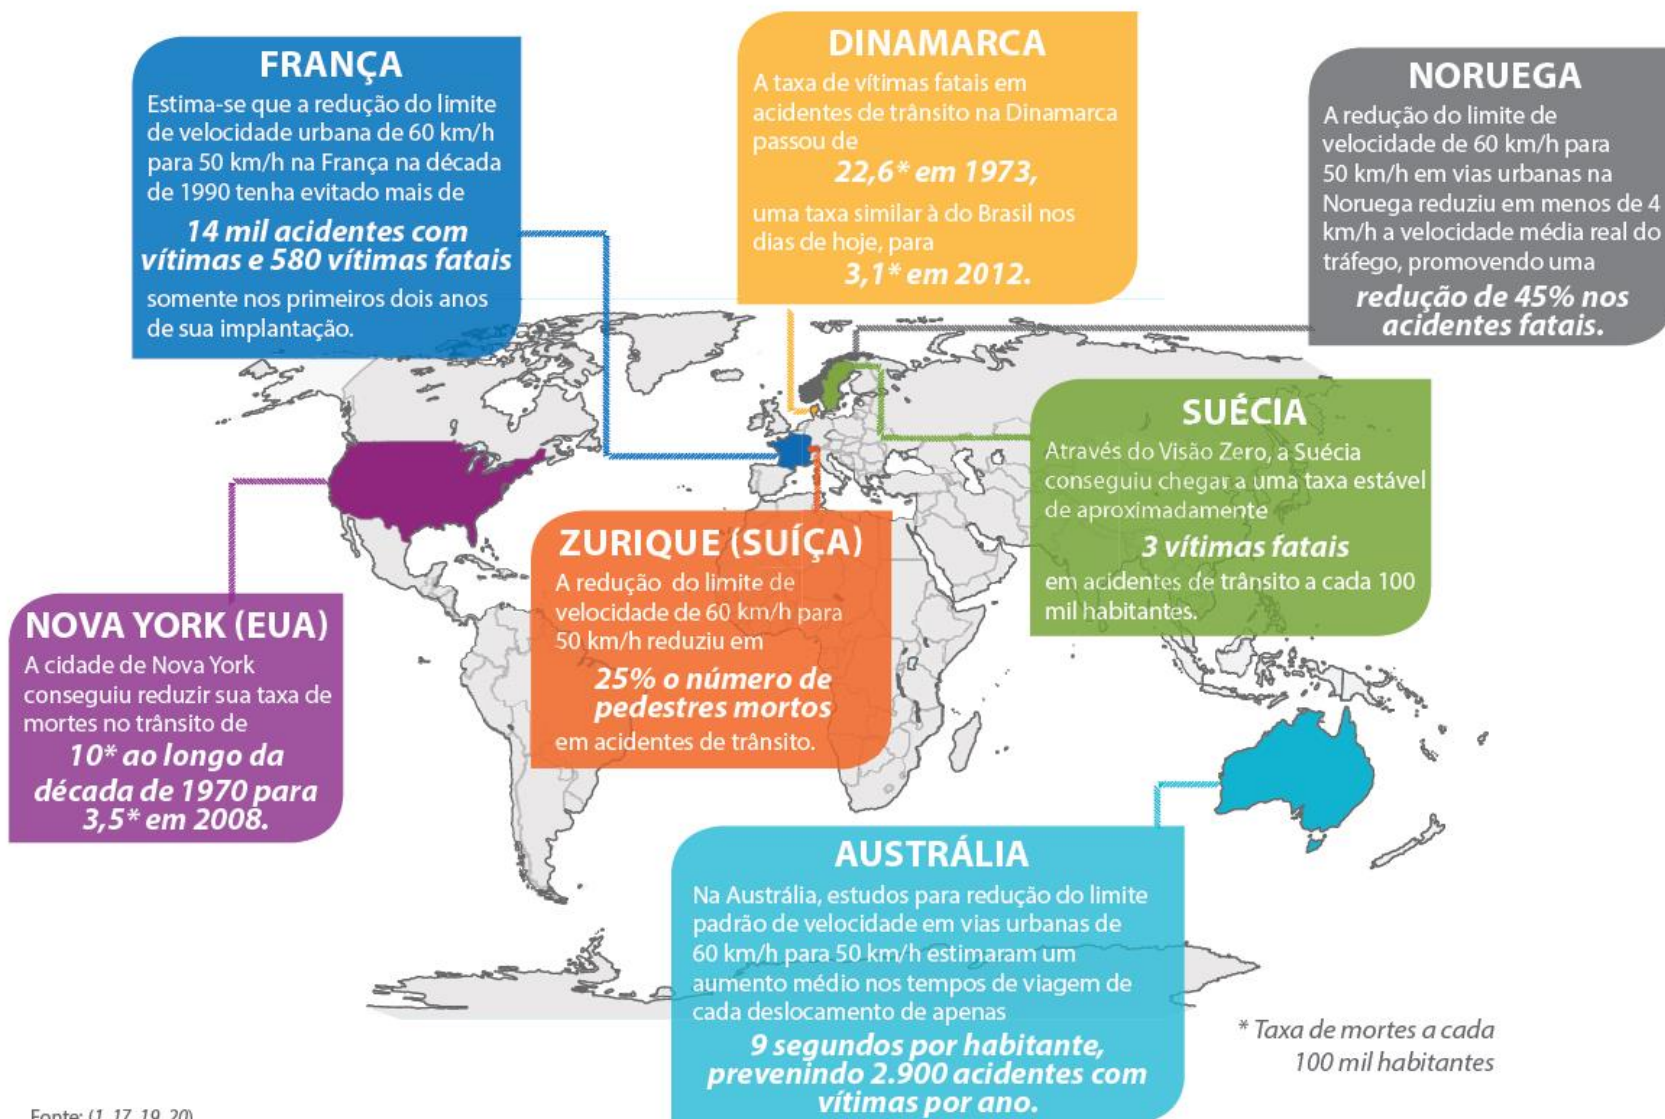 FRANÇA
Estima-se que a redução do limite
de velocidade urbana de 60 km/h
para 50 km/h na França na década
de 1990 tenha evitado mais de
14 mil acidentes com
vítimas e 580 vítimas fatais
somente nos primeiros dois anos
de sua implantação.
DINAMARCA
A taxa de vítimas fatais em
acidentes de trânsito na Dinamarca
passou de
22,6* em 1973,
uma taxa similar à do Brasil nos
dias de hoje, para
3,1* em 2012.
NORUEGA
A redução do limite de
velocidade de 60 km/h para
50 km/h em vias urbanas na
Noruega reduziu em menos de 4
km/h a velocidade média real do
tráfego, promovendo uma
redução de 45% nos
acidentes fatais.
SUÉCIA
Através do Visão Zero, a Suécia
conseguiu chegar a uma taxa estável
de aproximadamente
3 vítimas fatais
em acidentes de trânsito a cada 100
mil habitantes.
ZURIQUE (SUÍÇA)
A redução do limite de
velocidade de 60 km/h para
50 km/h reduziu em
25% o número de
pedestres mortos
em acidentes de trânsito.
NOVA YORK (EUA)
A cidade de Nova York
conseguiu reduzir sua taxa de
mortes no trânsito de
10* ao longo da
década de 1970 para
3,5* em 2008.
AUSTRÁLIA
Na Austrália, estudos para redução do limite
padrão de velocidade em vias urbanas de
60 km/h para 50 km/h estimaram um
aumento médio nos tempos de viagem de
cada deslocamento de apenas
9 segundos por habitante,
prevenindo 2.900 acidentes com
vítimas por ano.
* Taxa de mortes a cada
100 mil habitantes
Fonte: (1, 17, 19, 20)